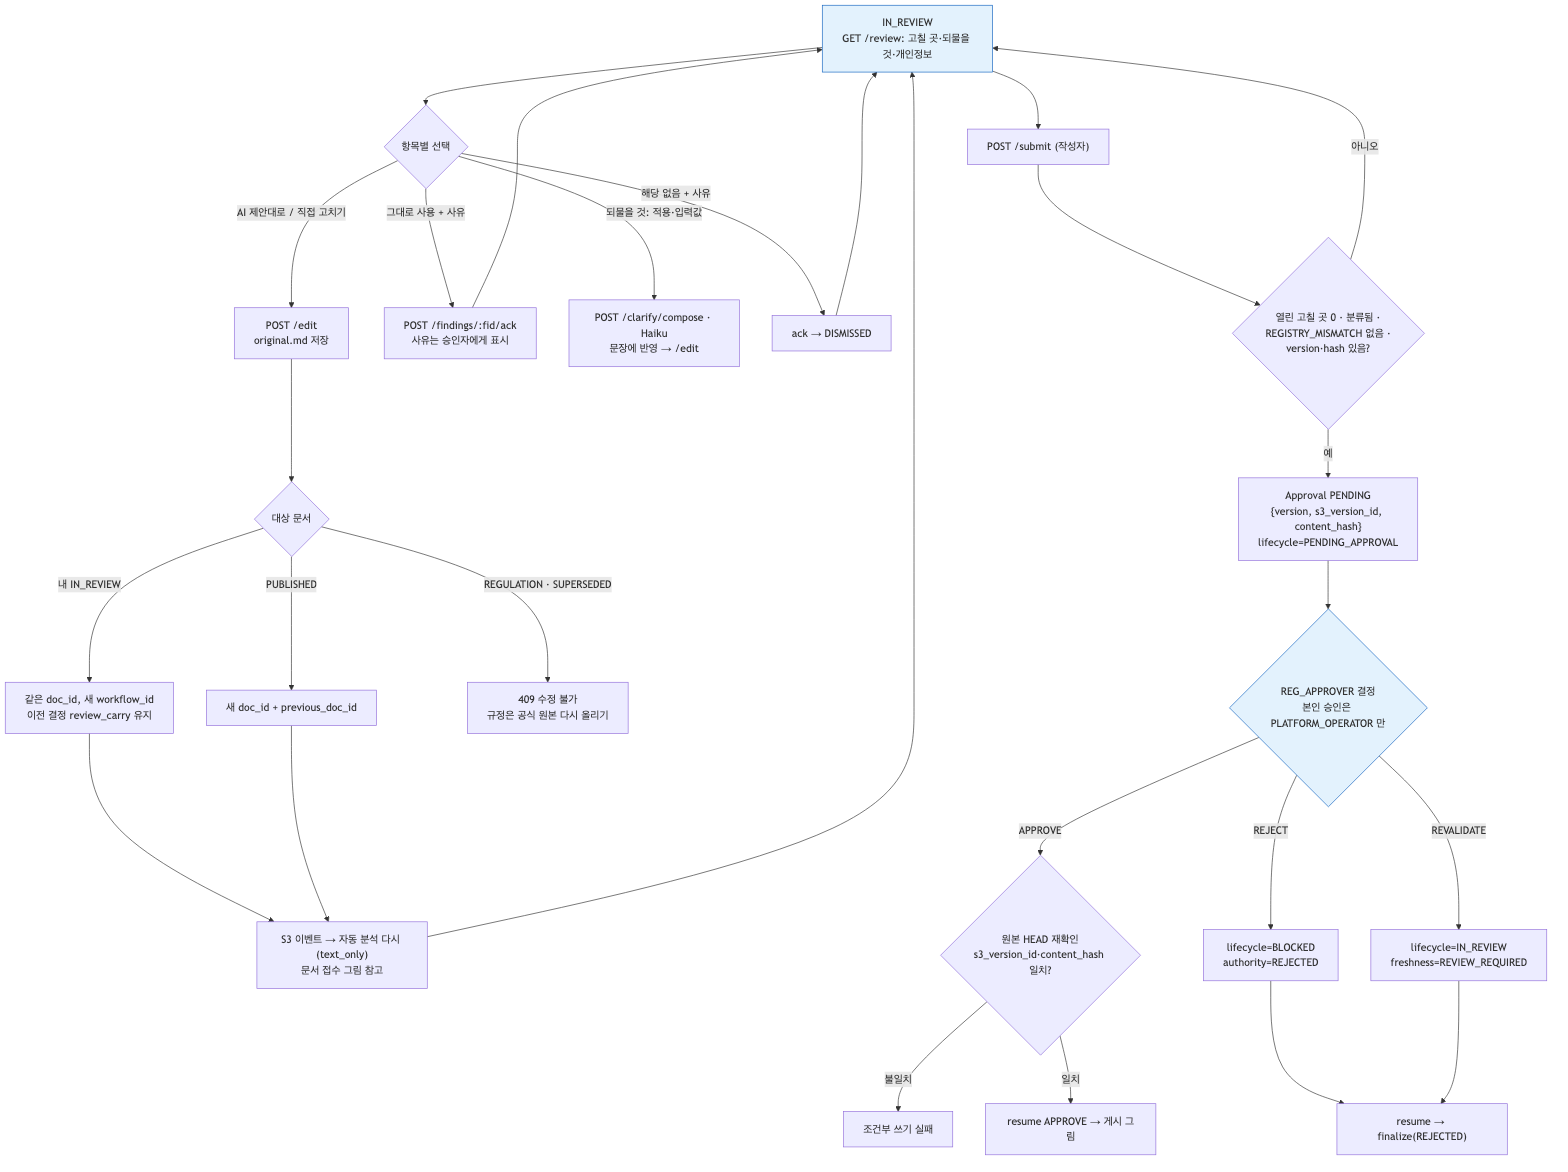 IN_REVIEW
GET /review: 고칠 곳·되물을
것·개인정보
항목별 선택
POST /submit (작성자)
아니오
해당 없음 + 사유
AI 제안대로 / 직접 고치기
그대로 사용 + 사유
되물을 것: 적용·입력값
POST /edit
original.md 저장
POST /findings/:fid/ack
사유는 승인자에게 표시
POST /clarify/compose ·
Haiku
문장에 반영 → /edit
ack → DISMISSED
열린 고칠 곳 0 · 분류됨 ·
REGISTRY_MISMATCH 없음 ·
version·hash 있음?
예
대상 문서
Approval PENDING
{version, s3_version_id,
content_hash}
lifecycle=PENDING_APPROVAL
내 IN_REVIEW
PUBLISHED
REGULATION · SUPERSEDED
같은 doc_id, 새 workflow_id
이전 결정 review_carry 유지
새 doc_id + previous_doc_id
409 수정 불가
규정은 공식 원본 다시 올리기
REG_APPROVER 결정
본인 승인은
PLATFORM_OPERATOR 만
APPROVE
REJECT
REVALIDATE
S3 이벤트 → 자동 분석 다시
(text_only)
문서 접수 그림 참고
원본 HEAD 재확인
s3_version_id·content_hash
일치?
lifecycle=BLOCKED
authority=REJECTED
lifecycle=IN_REVIEW
freshness=REVIEW_REQUIRED
불일치
일치
조건부 쓰기 실패
resume APPROVE → 게시 그
림
resume →
finalize(REJECTED)